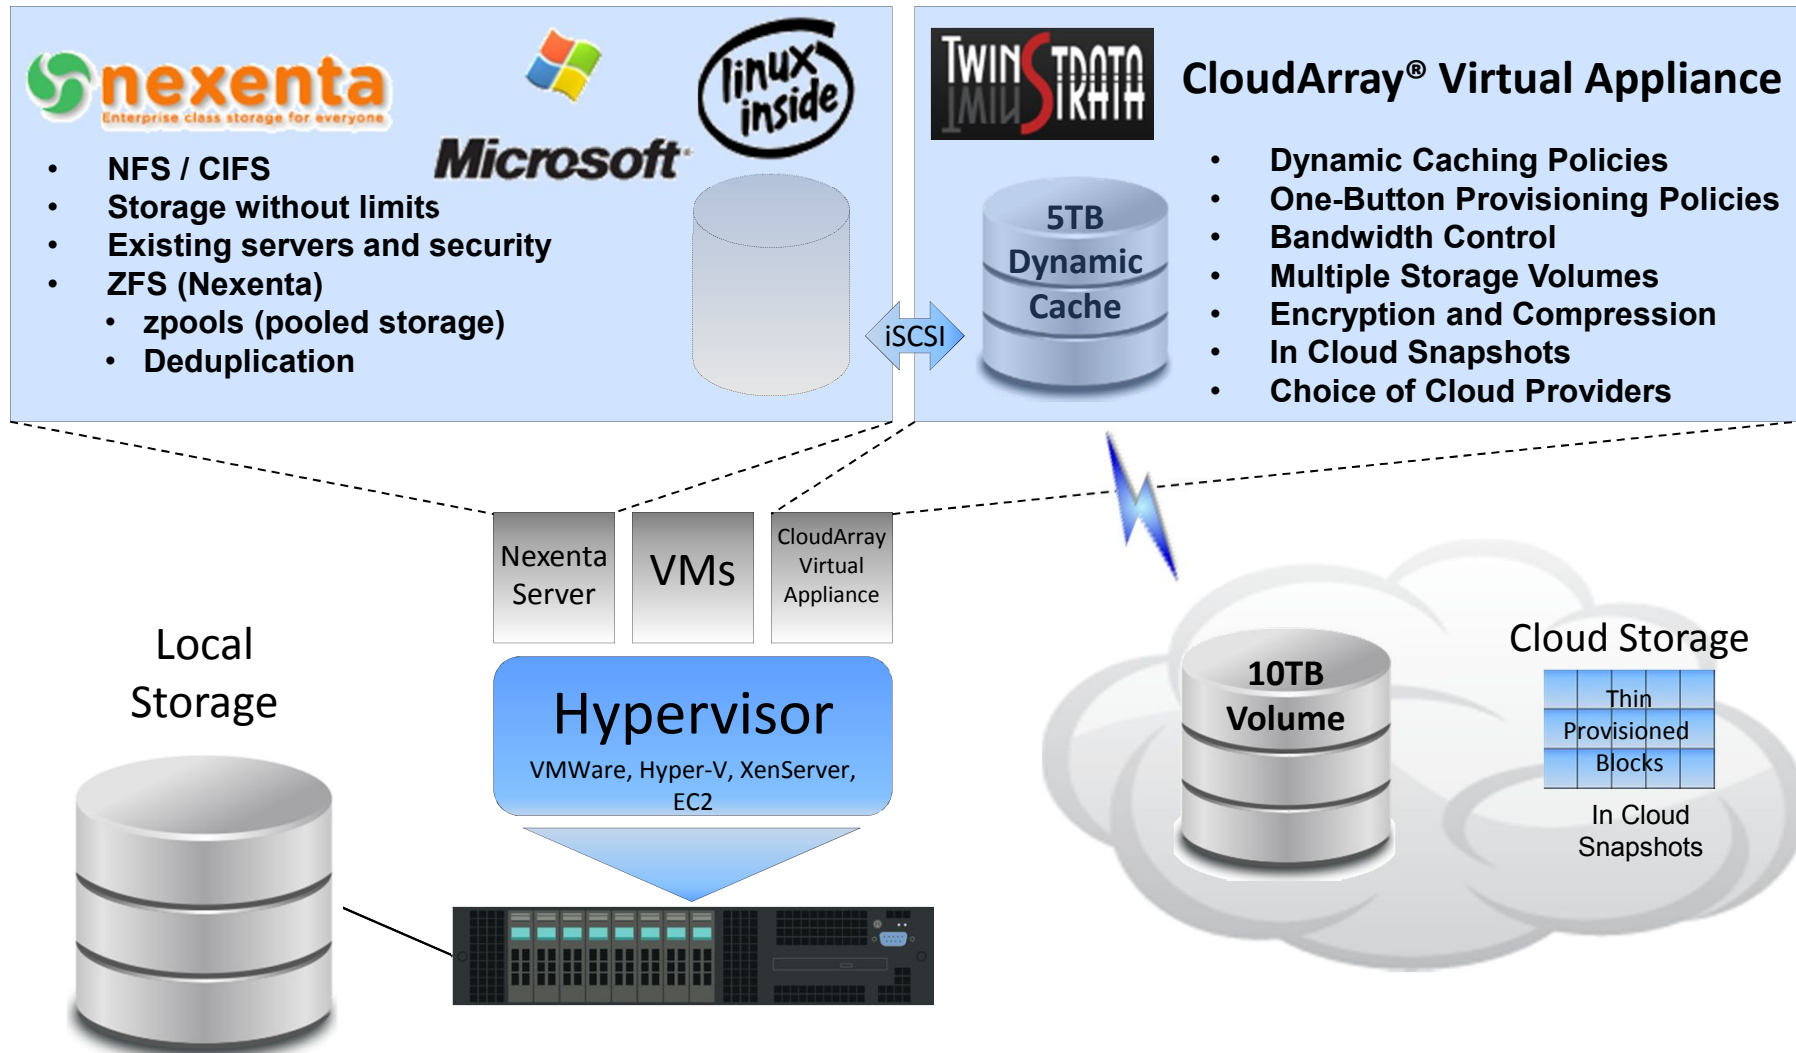 nexenta
Enterprise class storage for everyone
Microsoft
linux
inside
• NFS / CIFS
• Storage without limits
• Existing servers and security
• ZFS (Nexenta)
• zpools (pooled storage)
• Deduplication
iSCSI
TWINSTRATA
CloudArray® Virtual Appliance
5TB
Dynamic
Cache
• Dynamic Caching Policies
• One-Button Provisioning Policies
• Bandwidth Control
• Multiple Storage Volumes
• Encryption and Compression
• In Cloud Snapshots
• Choice of Cloud Providers
Nexenta
Server
VMs
CloudArray
Virtual
Appliance
Local
Storage
Hypervisor
VMWare, Hyper-V, XenServer,
EC2
10TB
Volume
Cloud Storage
Thin
Provisioned
Blocks
In Cloud
Snapshots